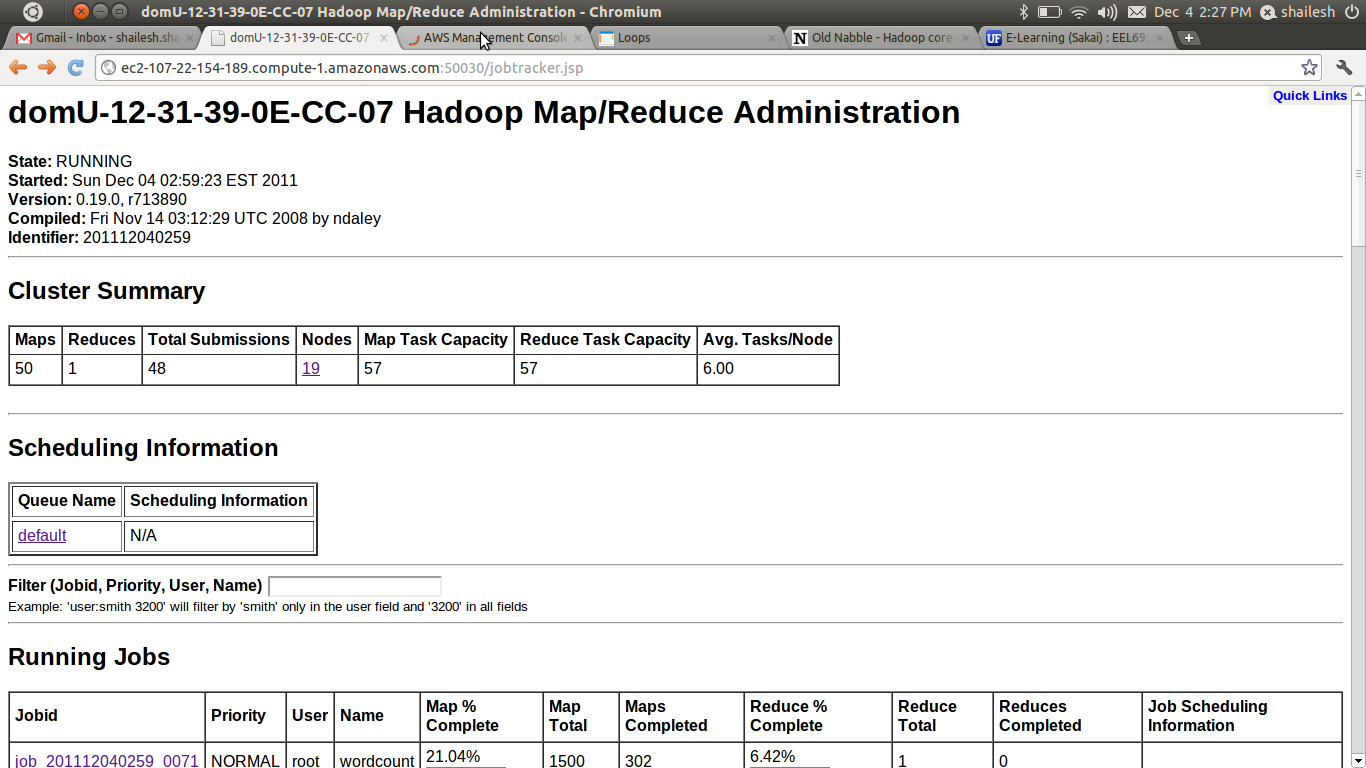 domU-12-31-39-0E-CC-07 Hadoop Map/Reduce Administration - Chromium
Dec 4 2:27 PM shailesh
Gmail - Inbox - shailesh.sha
domU-12-31-39-0E-CC-07
AWS Management Console
Loops
Old Nabble - Hadoop core-
E-Learning (Sakai) : EEL69
ec2-107-22-154-189.compute-1.amazonaws.com:50030/jobtracker.jsp
Quick Links
domU-12-31-39-0E-CC-07 Hadoop Map/Reduce Administration
State: RUNNING
Started: Sun Dec 04 02:59:23 EST 2011
Version: 0.19.0, r713890
Compiled: Fri Nov 14 03:12:29 UTC 2008 by ndaley
Identifier: 201112040259
Cluster Summary
Maps Reduces Total Submissions Nodes Map Task Capacity Reduce Task Capacity Avg. Tasks/Node
50 1 48 19 57 57 6.00
Scheduling Information
Queue Name Scheduling Information
default N/A
Filter (Jobid, Priority, User, Name)
Example: 'user:smith 3200' will filter by 'smith' only in the user field and '3200' in all fields
Running Jobs
Jobid Priority User Name Map % Complete Map Total Maps Completed Reduce % Complete Reduce Total Reduces Completed Job Scheduling Information
job_201112040259_0071 NORMAL root wordcount 21.04% 1500 302 6.42% 1 0